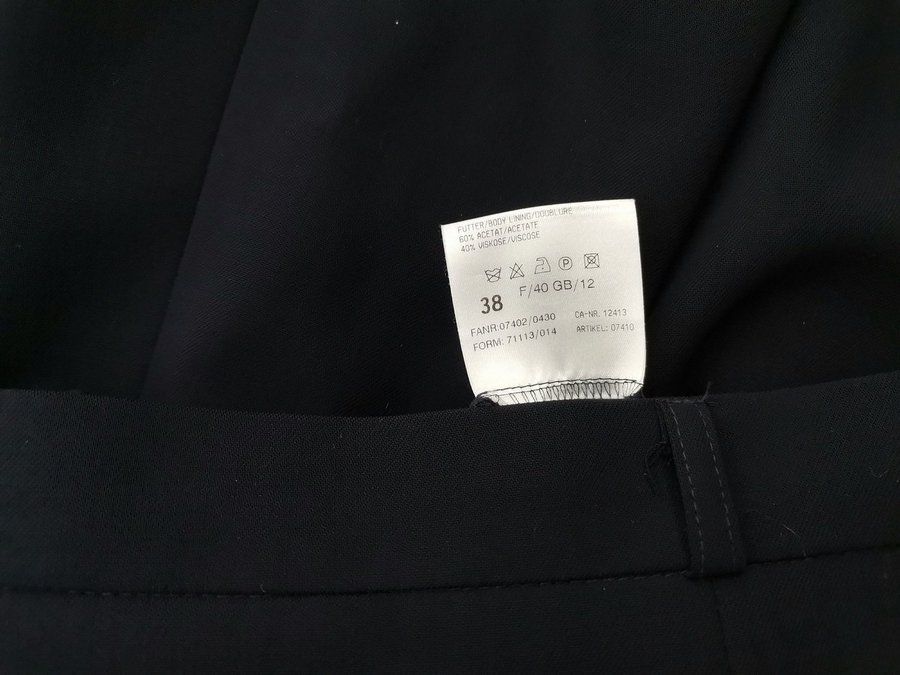 FUTTER/BODY LINING/DOUBLURE
60% ACETAT/ACETATE
40% VISKOSE/VISCOSE
P
38 F/40 GB/12
FANR:07402/0430 CA-NR. 12413
FORM: 71113/014 ARTIKEL: 07410